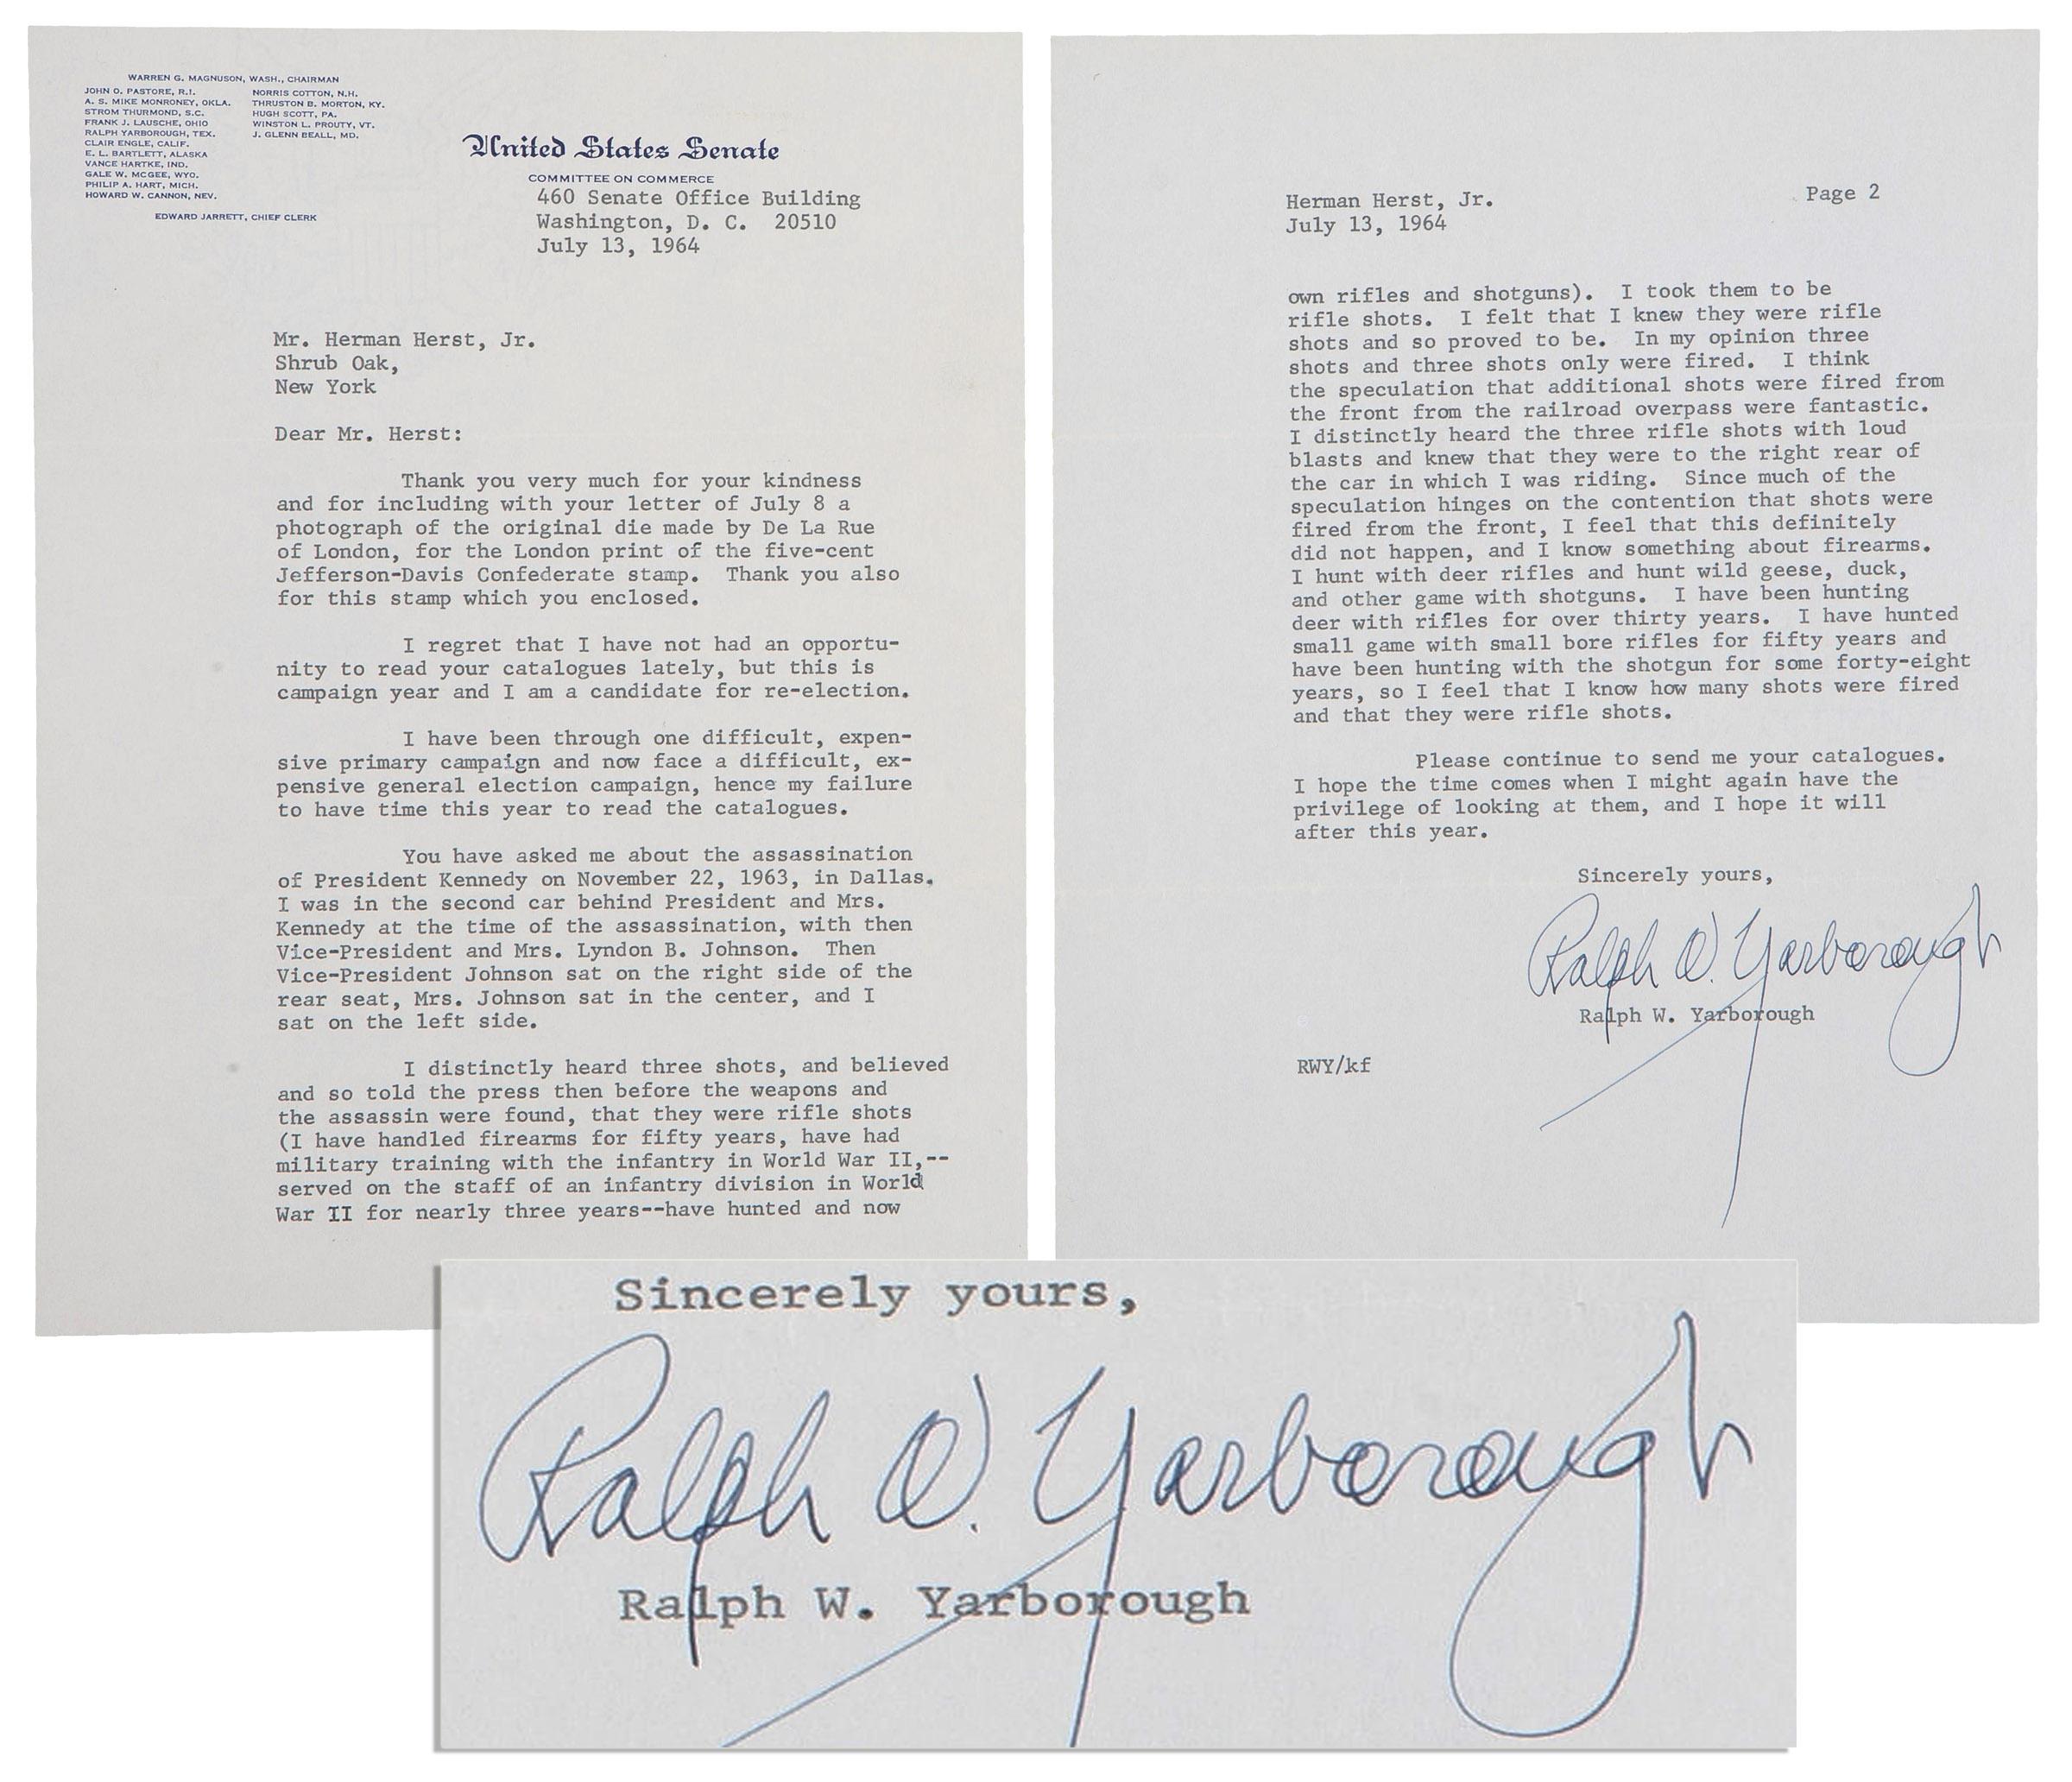 WARREN G. MAGNUSON, WASH., CHAIRMAN
JOHN O. PASTORE, R.I.
A. S. MIKE MONRONEY, OKLA.
STROM THURMOND, S.C.
FRANK J. LAUSCHE, OHIO
RALPH YARBOROUGH, TEX.
CLAIR ENGLE, CALIF.
E. L. BARTLETT, ALASKA
VANCE HARTKE, IND.
GALE W. MCGEE, WYO.
PHILIP A. HART, MICH.
HOWARD W. CANNON, NEV.
NORRIS COTTON, N.H.
THRUSTON B. MORTON, KY.
HUGH SCOTT, PA.
WINSTON L. PROUTY, VT.
J. GLENN BEALL, MD.
EDWARD JARRETT, CHIEF CLERK
United States Senate
COMMITTEE ON COMMERCE
460 Senate Office Building
Washington, D. C. 20510
July 13, 1964
Mr. Herman Herst, Jr.
Shrub Oak,
New York
Dear Mr. Herst:
Thank you very much for your kindness
and for including with your letter of July 8 a
photograph of the original die made by De La Rue
of London, for the London print of the five-cent
Jefferson-Davis Confederate stamp. Thank you also
for this stamp which you enclosed.
I regret that I have not had an opportu-
nity to read your catalogues lately, but this is
campaign year and I am a candidate for re-election.
I have been through one difficult, expen-
sive primary campaign and now face a difficult, ex-
pensive general election campaign, hence my failure
to have time this year to read the catalogues.
You have asked me about the assassination
of President Kennedy on November 22, 1963, in Dallas.
I was in the second car behind President and Mrs.
Kennedy at the time of the assassination, with then
Vice-President and Mrs. Lyndon B. Johnson. Then
Vice-President Johnson sat on the right side of the
rear seat, Mrs. Johnson sat in the center, and I
sat on the left side.
I distinctly heard three shots, and believed
and so told the press then before the weapons and
the assassin were found, that they were rifle shots
(I have handled firearms for fifty years, have had
military training with the infantry in World War II,--
served on the staff of an infantry division in World
War II for nearly three years--have hunted and now
Herman Herst, Jr. Page 2
July 13, 1964
own rifles and shotguns). I took them to be
rifle shots. I felt that I knew they were rifle
shots and so proved to be. In my opinion three
shots and three shots only were fired. I think
the speculation that additional shots were fired from
the front from the railroad overpass were fantastic.
I distinctly heard the three rifle shots with loud
blasts and knew that they were to the right rear of
the car in which I was riding. Since much of the
speculation hinges on the contention that shots were
fired from the front, I feel that this definitely
did not happen, and I know something about firearms.
I hunt with deer rifles and hunt wild geese, duck,
and other game with shotguns. I have been hunting
deer with rifles for over thirty years. I have hunted
small game with small bore rifles for fifty years and
have been hunting with the shotgun for some forty-eight
years, so I feel that I know how many shots were fired
and that they were rifle shots.
Please continue to send me your catalogues.
I hope the time comes when I might again have the
privilege of looking at them, and I hope it will
after this year.
Sincerely yours,
Ralph W. Yarborough
Ralph W. Yarborough
RWY/kf
Sincerely yours,
Ralph W. Yarborough
Ralph W. Yarborough